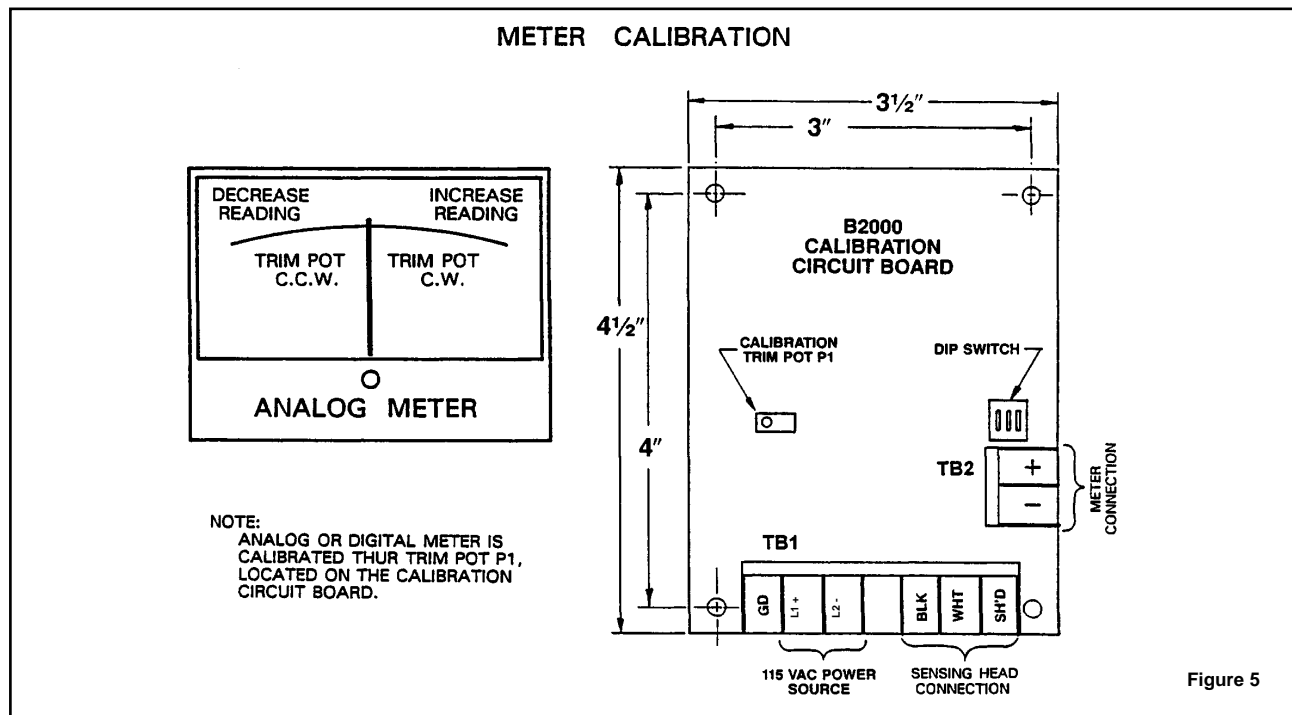 METER CALIBRATION
3½"
3"
DECREASE READING
INCREASE READING
TRIM POT C.C.W.
TRIM POT C.W.
ANALOG METER
NOTE:
ANALOG OR DIGITAL METER IS
CALIBRATED THUR TRIM POT P1,
LOCATED ON THE CALIBRATION
CIRCUIT BOARD.
B2000
CALIBRATION
CIRCUIT BOARD
4½"
4"
CALIBRATION
TRIM POT P1
DIP SWITCH
TB2
+
−
METER
CONNECTION
TB1
GD
L1 +
L2 -
BLK
WHT
SH'D
115 VAC POWER
SOURCE
SENSING HEAD
CONNECTION
Figure 5